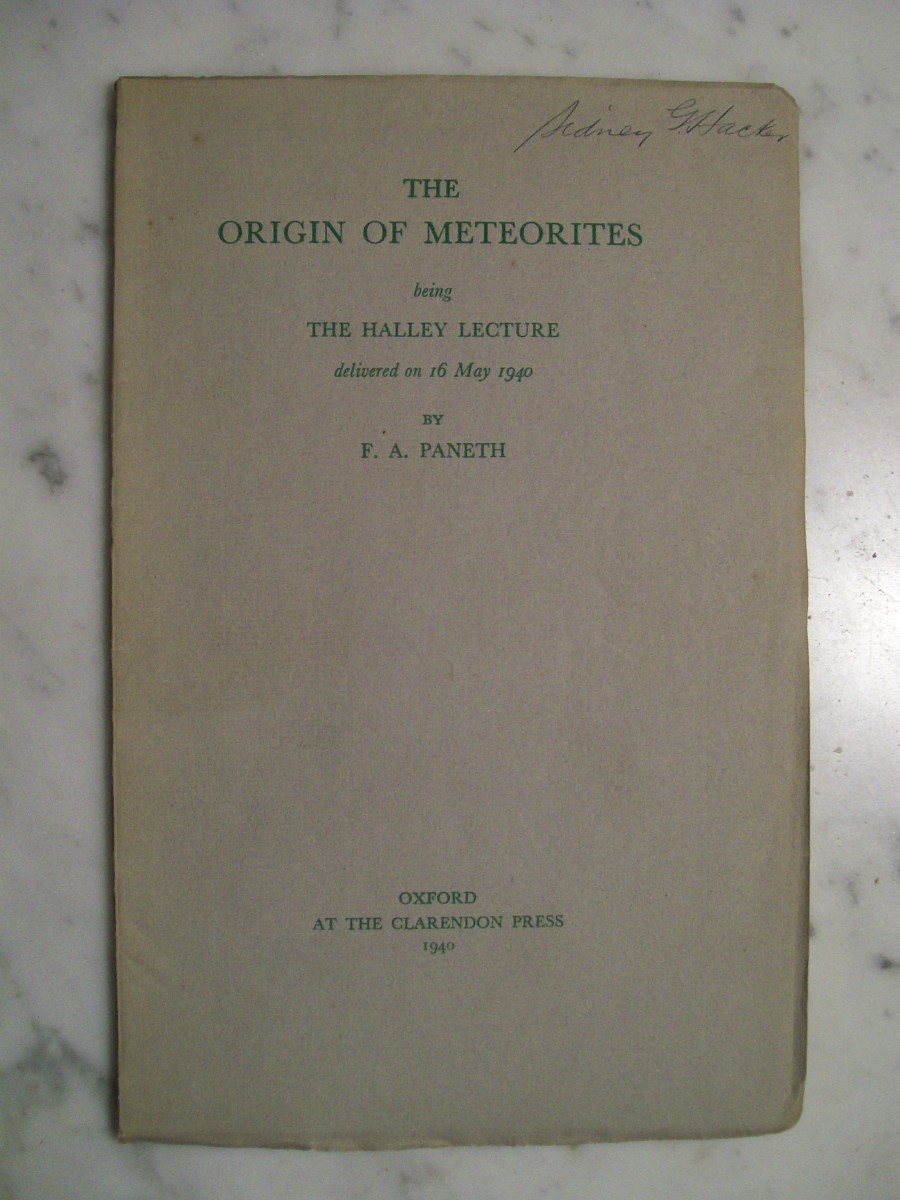 Sidney G. Hacker
THE
ORIGIN OF METEORITES
being
THE HALLEY LECTURE
delivered on 16 May 1940
BY
F. A. PANETH
OXFORD
AT THE CLARENDON PRESS
1940